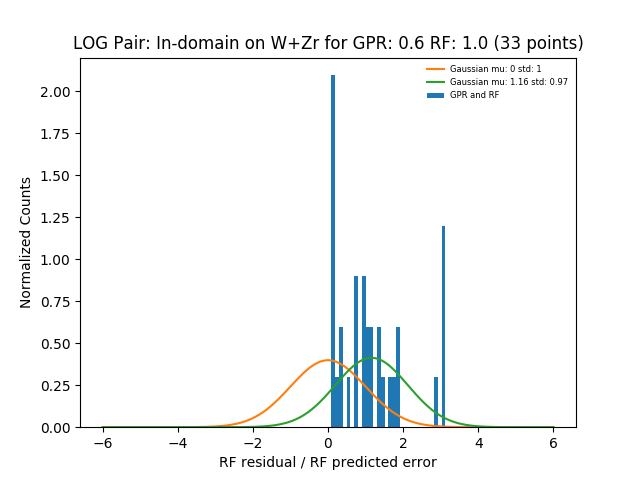 LOG Pair: In-domain on W+Zr for GPR: 0.6 RF: 1.0 (33 points)
Gaussian mu: 0 std: 1
Gaussian mu: 1.16 std: 0.97
GPR and RF
Normalized Counts
2.00
1.75
1.50
1.25
1.00
0.75
0.50
0.25
0.00
−6 −4 −2 0 2 4 6
RF residual / RF predicted error